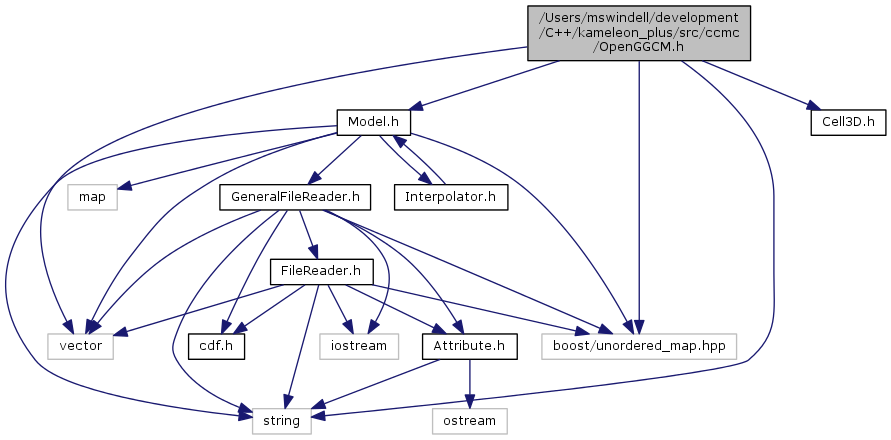 /Users/mswindell/development
/C++/kameleon_plus/src/ccmc
/OpenGGCM.h
Model.h
Cell3D.h
map
GeneralFileReader.h
Interpolator.h
FileReader.h
vector
cdf.h
iostream
Attribute.h
boost/unordered_map.hpp
string
ostream